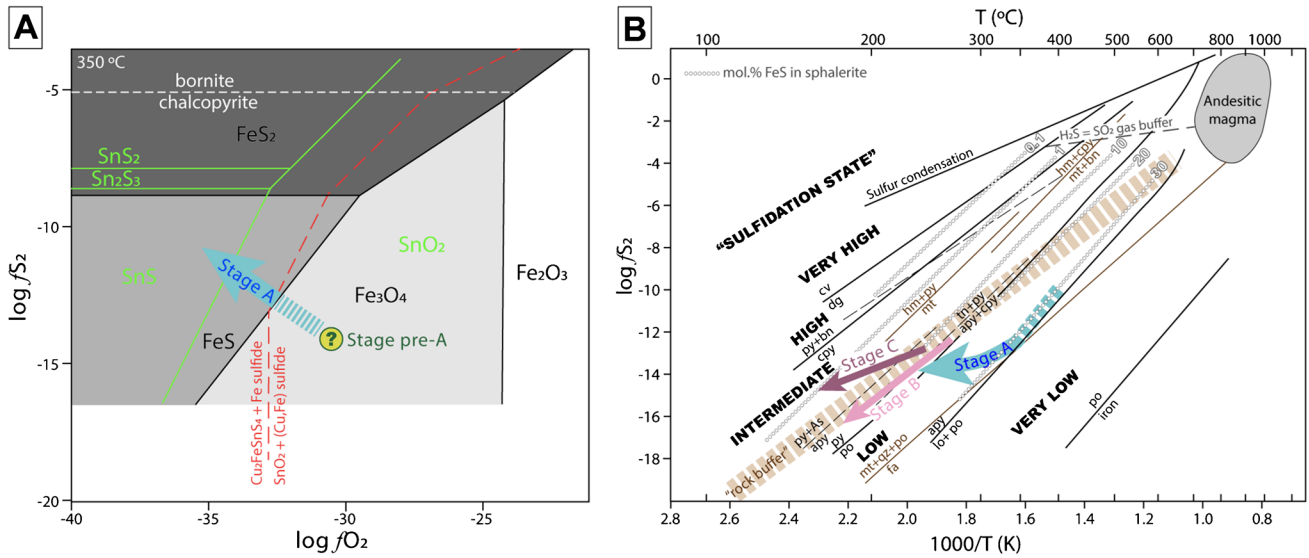 A
350 ºC
bornite
chalcopyrite
FeS₂
SnS₂
Sn₂S₃
SnO₂
SnS
Stage A
Fe₃O₄
Fe₂O₃
FeS
?
Stage pre-A
Cu₂FeSnS₄ + Fe sulfide
SnO₂ + (Cu,Fe) sulfide
-5
-10
-15
-20
-40
-35
-30
-25
log fS₂
log fO₂
B
T (ºC)
100
200
300
400
500
600
800
1000
mol.% FeS in sphalerite
Andesitic
magma
H₂S = SO₂ gas buffer
0.1
1
10
20
30
hm+cpy
mt+bn
Sulfur condensation
“SULFIDATION STATE”
VERY HIGH
cv
dg
hm+py
mt
tn+py
apy+cpy
HIGH
py+bn
cpy
Stage C
Stage A
Stage B
INTERMEDIATE
VERY LOW
po
iron
py+As
apy
py
po
LOW
apy
lo+po
mt+qz+po
fa
“rock buffer”
0
-2
-4
-6
-8
-10
-12
-14
-16
-18
log fS₂
2.8
2.6
2.4
2.2
2.0
1.8
1.6
1.4
1.2
1.0
0.8
1000/T (K)